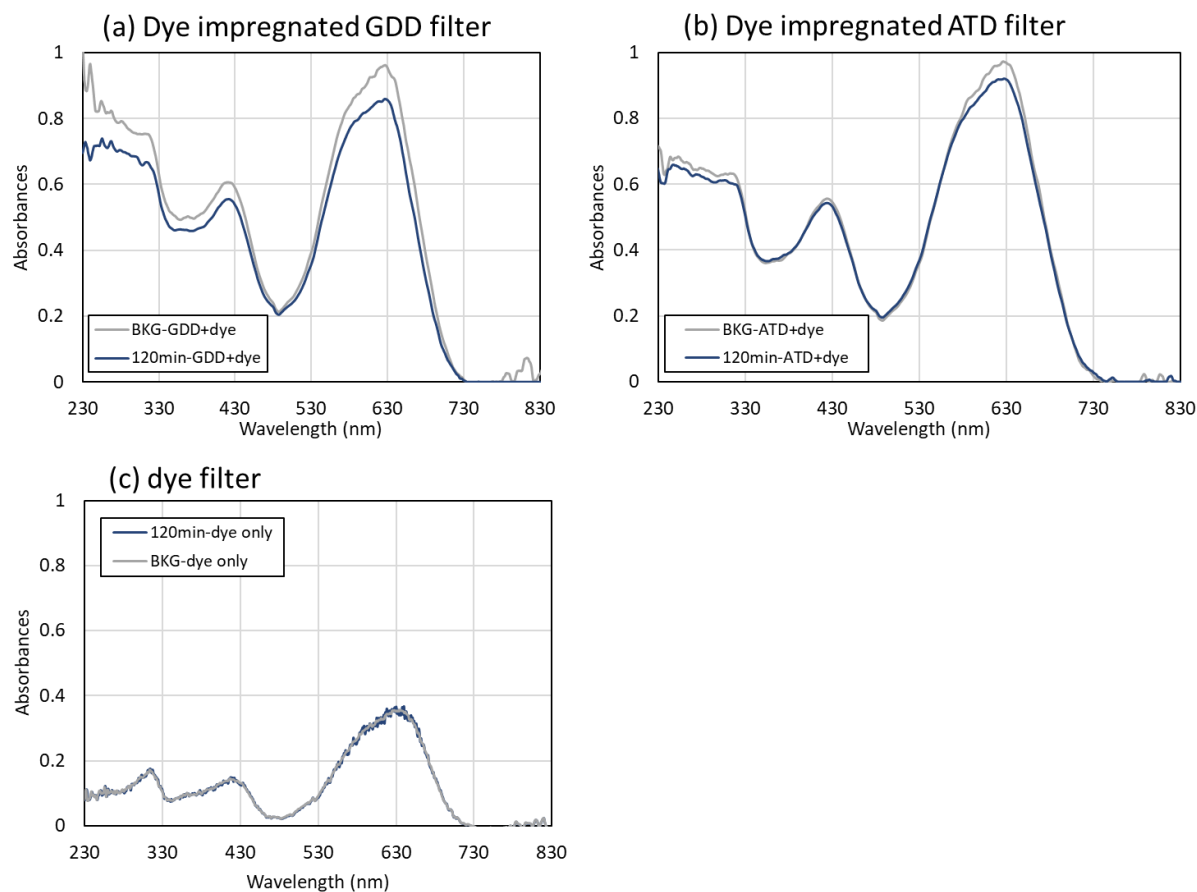 (a) Dye impregnated GDD filter
1
0.8
0.6
0.4
0.2
0
Absorbances
BKG-GDD+dye
120min-GDD+dye
230 330 430 530 630 730 830
Wavelength (nm)
(b) Dye impregnated ATD filter
1
0.8
0.6
0.4
0.2
0
Absorbances
BKG-ATD+dye
120min-ATD+dye
230 330 430 530 630 730 830
Wavelength (nm)
(c) dye filter
1
0.8
0.6
0.4
0.2
0
Absorbances
120min-dye only
BKG-dye only
230 330 430 530 630 730 830
Wavelength (nm)